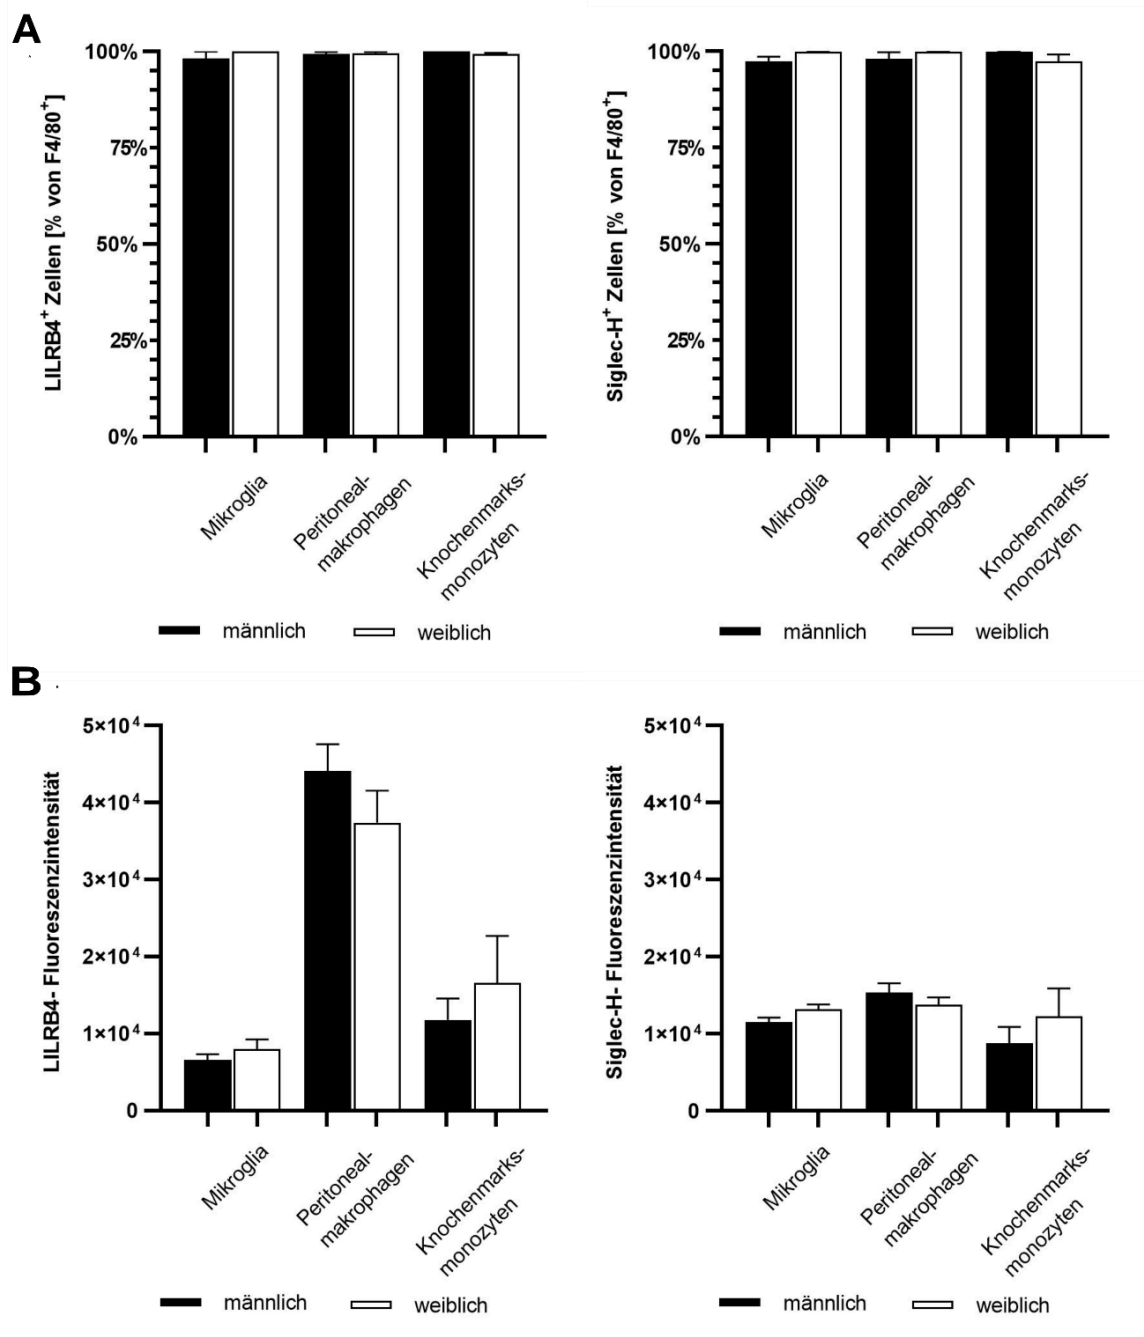 A
LILRB4⁺ Zellen [% von F4/80⁺]
100%
75%
50%
25%
0%
Mikroglia
Peritoneal-
makrophagen
Knochenmarks-
monozyten
männlich
weiblich
Siglec-H⁺ Zellen [% von F4/80⁺]
100%
75%
50%
25%
0%
Mikroglia
Peritoneal-
makrophagen
Knochenmarks-
monozyten
männlich
weiblich
B
LILRB4- Fluoreszenzintensität
5×10⁴
4×10⁴
3×10⁴
2×10⁴
1×10⁴
0
Mikroglia
Peritoneal-
makrophagen
Knochenmarks-
monozyten
männlich
weiblich
Siglec-H- Fluoreszenzintensität
5×10⁴
4×10⁴
3×10⁴
2×10⁴
1×10⁴
0
Mikroglia
Peritoneal-
makrophagen
Knochenmarks-
monozyten
männlich
weiblich